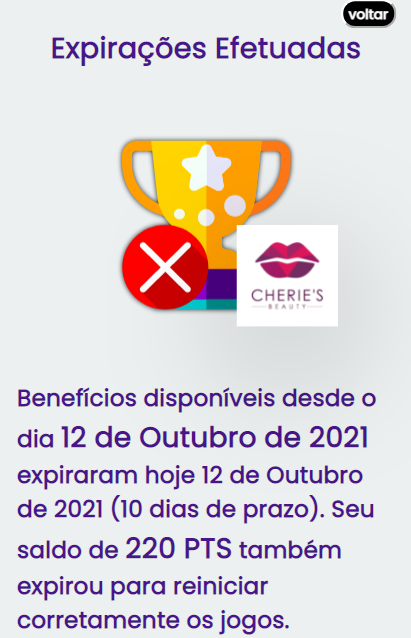 voltar
Expirações Efetuadas
CHERIE'S
BEAUTY
Benefícios disponíveis desde o
dia 12 de Outubro de 2021
expiraram hoje 12 de Outubro
de 2021 (10 dias de prazo). Seu
saldo de 220 PTS também
expirou para reiniciar
corretamente os jogos.